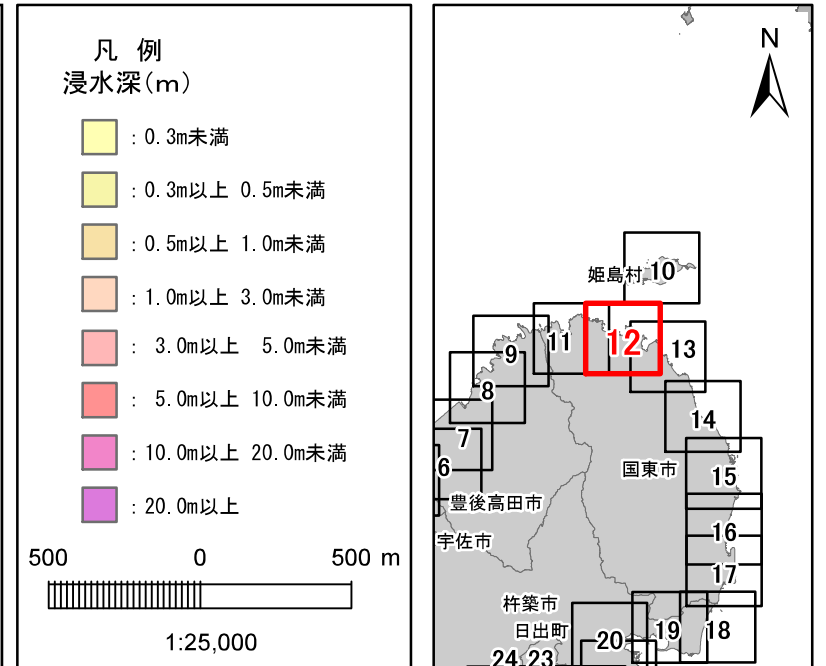 凡 例
浸水深(m)
: 0.3m未満
: 0.3m以上 0.5m未満
: 0.5m以上 1.0m未満
: 1.0m以上 3.0m未満
: 3.0m以上 5.0m未満
: 5.0m以上 10.0m未満
: 10.0m以上 20.0m未満
: 20.0m以上
500 0 500 m
1:25,000
N
姫島村 10
11 12 13
9
8
14
7
6
国東市 15
豊後高田市
16
宇佐市
17
杵築市
日出町 20 19 18
24 23